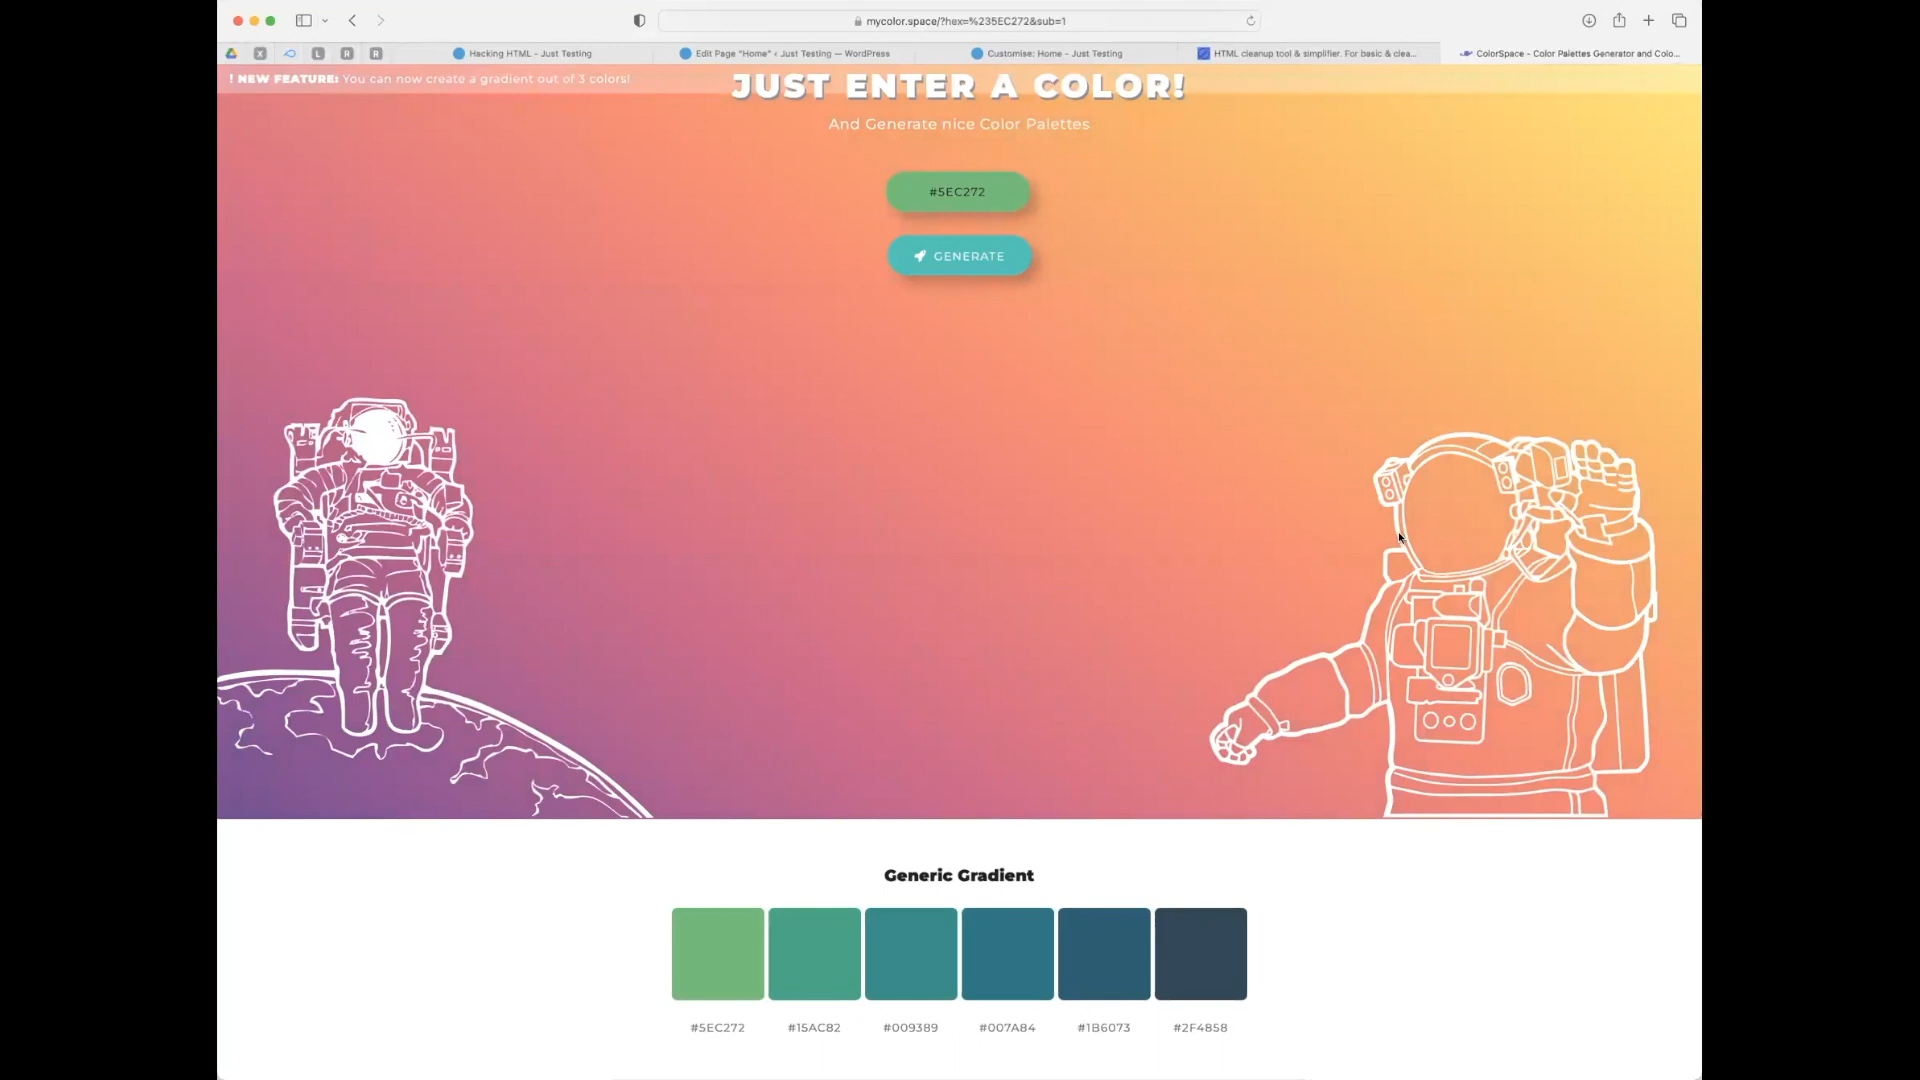 mycolor.space/?hex=%235EC272&sub=1
X
L
R
R
Hacking HTML - Just Testing
Edit Page "Home" ‹ Just Testing — WordPress
Customise: Home - Just Testing
HTML cleanup tool & simplifier. For basic & clea...
ColorSpace - Color Palettes Generator and Colo...
! NEW FEATURE: You can now create a gradient out of 3 colors!
JUST ENTER A COLOR!
And Generate nice Color Palettes
#5EC272
GENERATE
Generic Gradient
#5EC272
#15AC82
#009389
#007A84
#1B6073
#2F4858